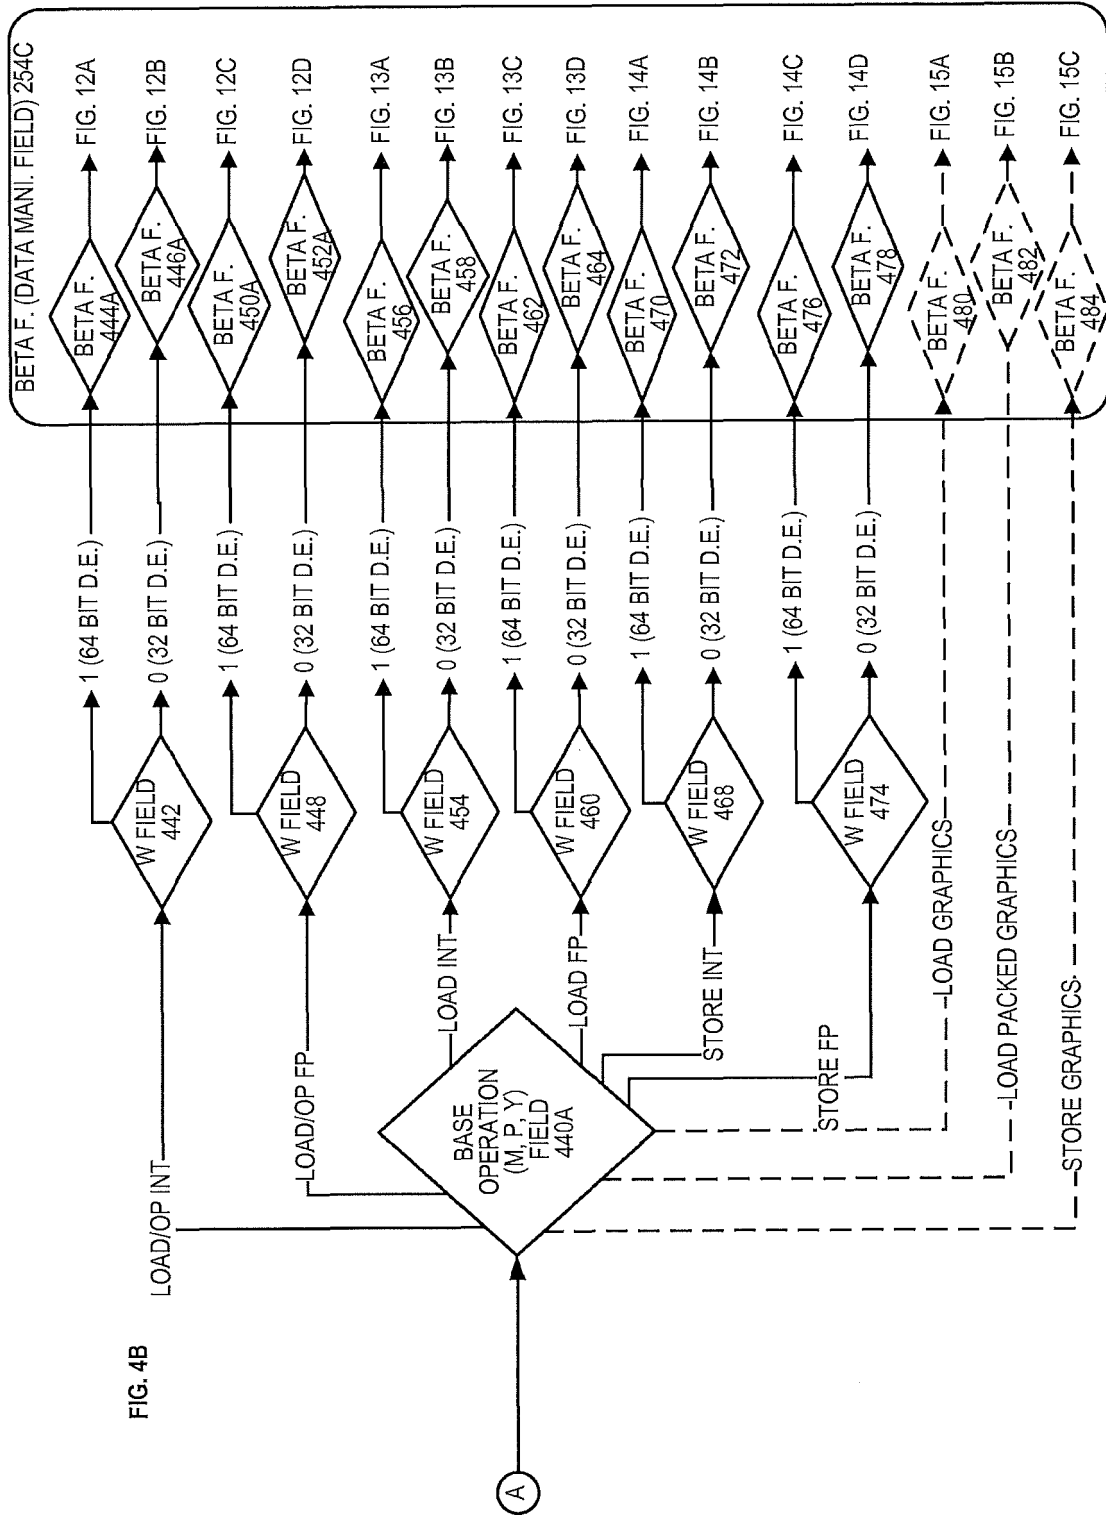 FIG. 4B
A
BASE
OPERATION
(M, P, Y)
FIELD
440A
LOAD/OP INT
LOAD/OP FP
LOAD INT
LOAD FP
STORE INT
STORE FP
LOAD GRAPHICS
LOAD PACKED GRAPHICS
STORE GRAPHICS
W FIELD
442
W FIELD
448
W FIELD
454
W FIELD
460
W FIELD
468
W FIELD
474
1 (64 BIT D.E.)
0 (32 BIT D.E.)
1 (64 BIT D.E.)
0 (32 BIT D.E.)
1 (64 BIT D.E.)
0 (32 BIT D.E.)
1 (64 BIT D.E.)
0 (32 BIT D.E.)
1 (64 BIT D.E.)
0 (32 BIT D.E.)
1 (64 BIT D.E.)
0 (32 BIT D.E.)
BETA F. (DATA MANI. FIELD) 254C
BETA F.
444A
FIG. 12A
BETA F.
446A
FIG. 12B
BETA F.
450A
FIG. 12C
BETA F.
452A
FIG. 12D
BETA F.
456
FIG. 13A
BETA F.
458
FIG. 13B
BETA F.
462
FIG. 13C
BETA F.
464
FIG. 13D
BETA F.
470
FIG. 14A
BETA F.
472
FIG. 14B
BETA F.
476
FIG. 14C
BETA F.
478
FIG. 14D
BETA F.
480
FIG. 15A
BETA F.
482
FIG. 15B
BETA F.
484
FIG. 15C